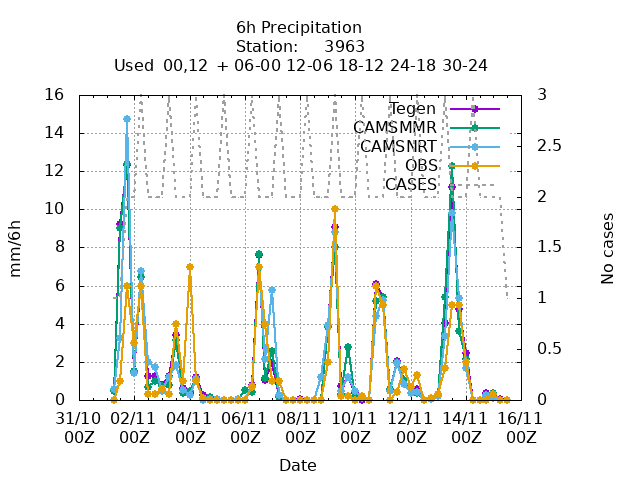 6h Precipitation
Station: 3963
Used 00,12 + 06-00 12-06 18-12 24-18 30-24
16 3
14 2.5
12 2
10 1.5
8 1
6 0.5
4 0
2
0
mm/6h
No cases
Tegen
CAMSMMR
CAMSNRT
OBS
CASES
31/10 02/11 04/11 06/11 08/11 10/11 12/11 14/11 16/11
00Z 00Z 00Z 00Z 00Z 00Z 00Z 00Z 00Z
Date